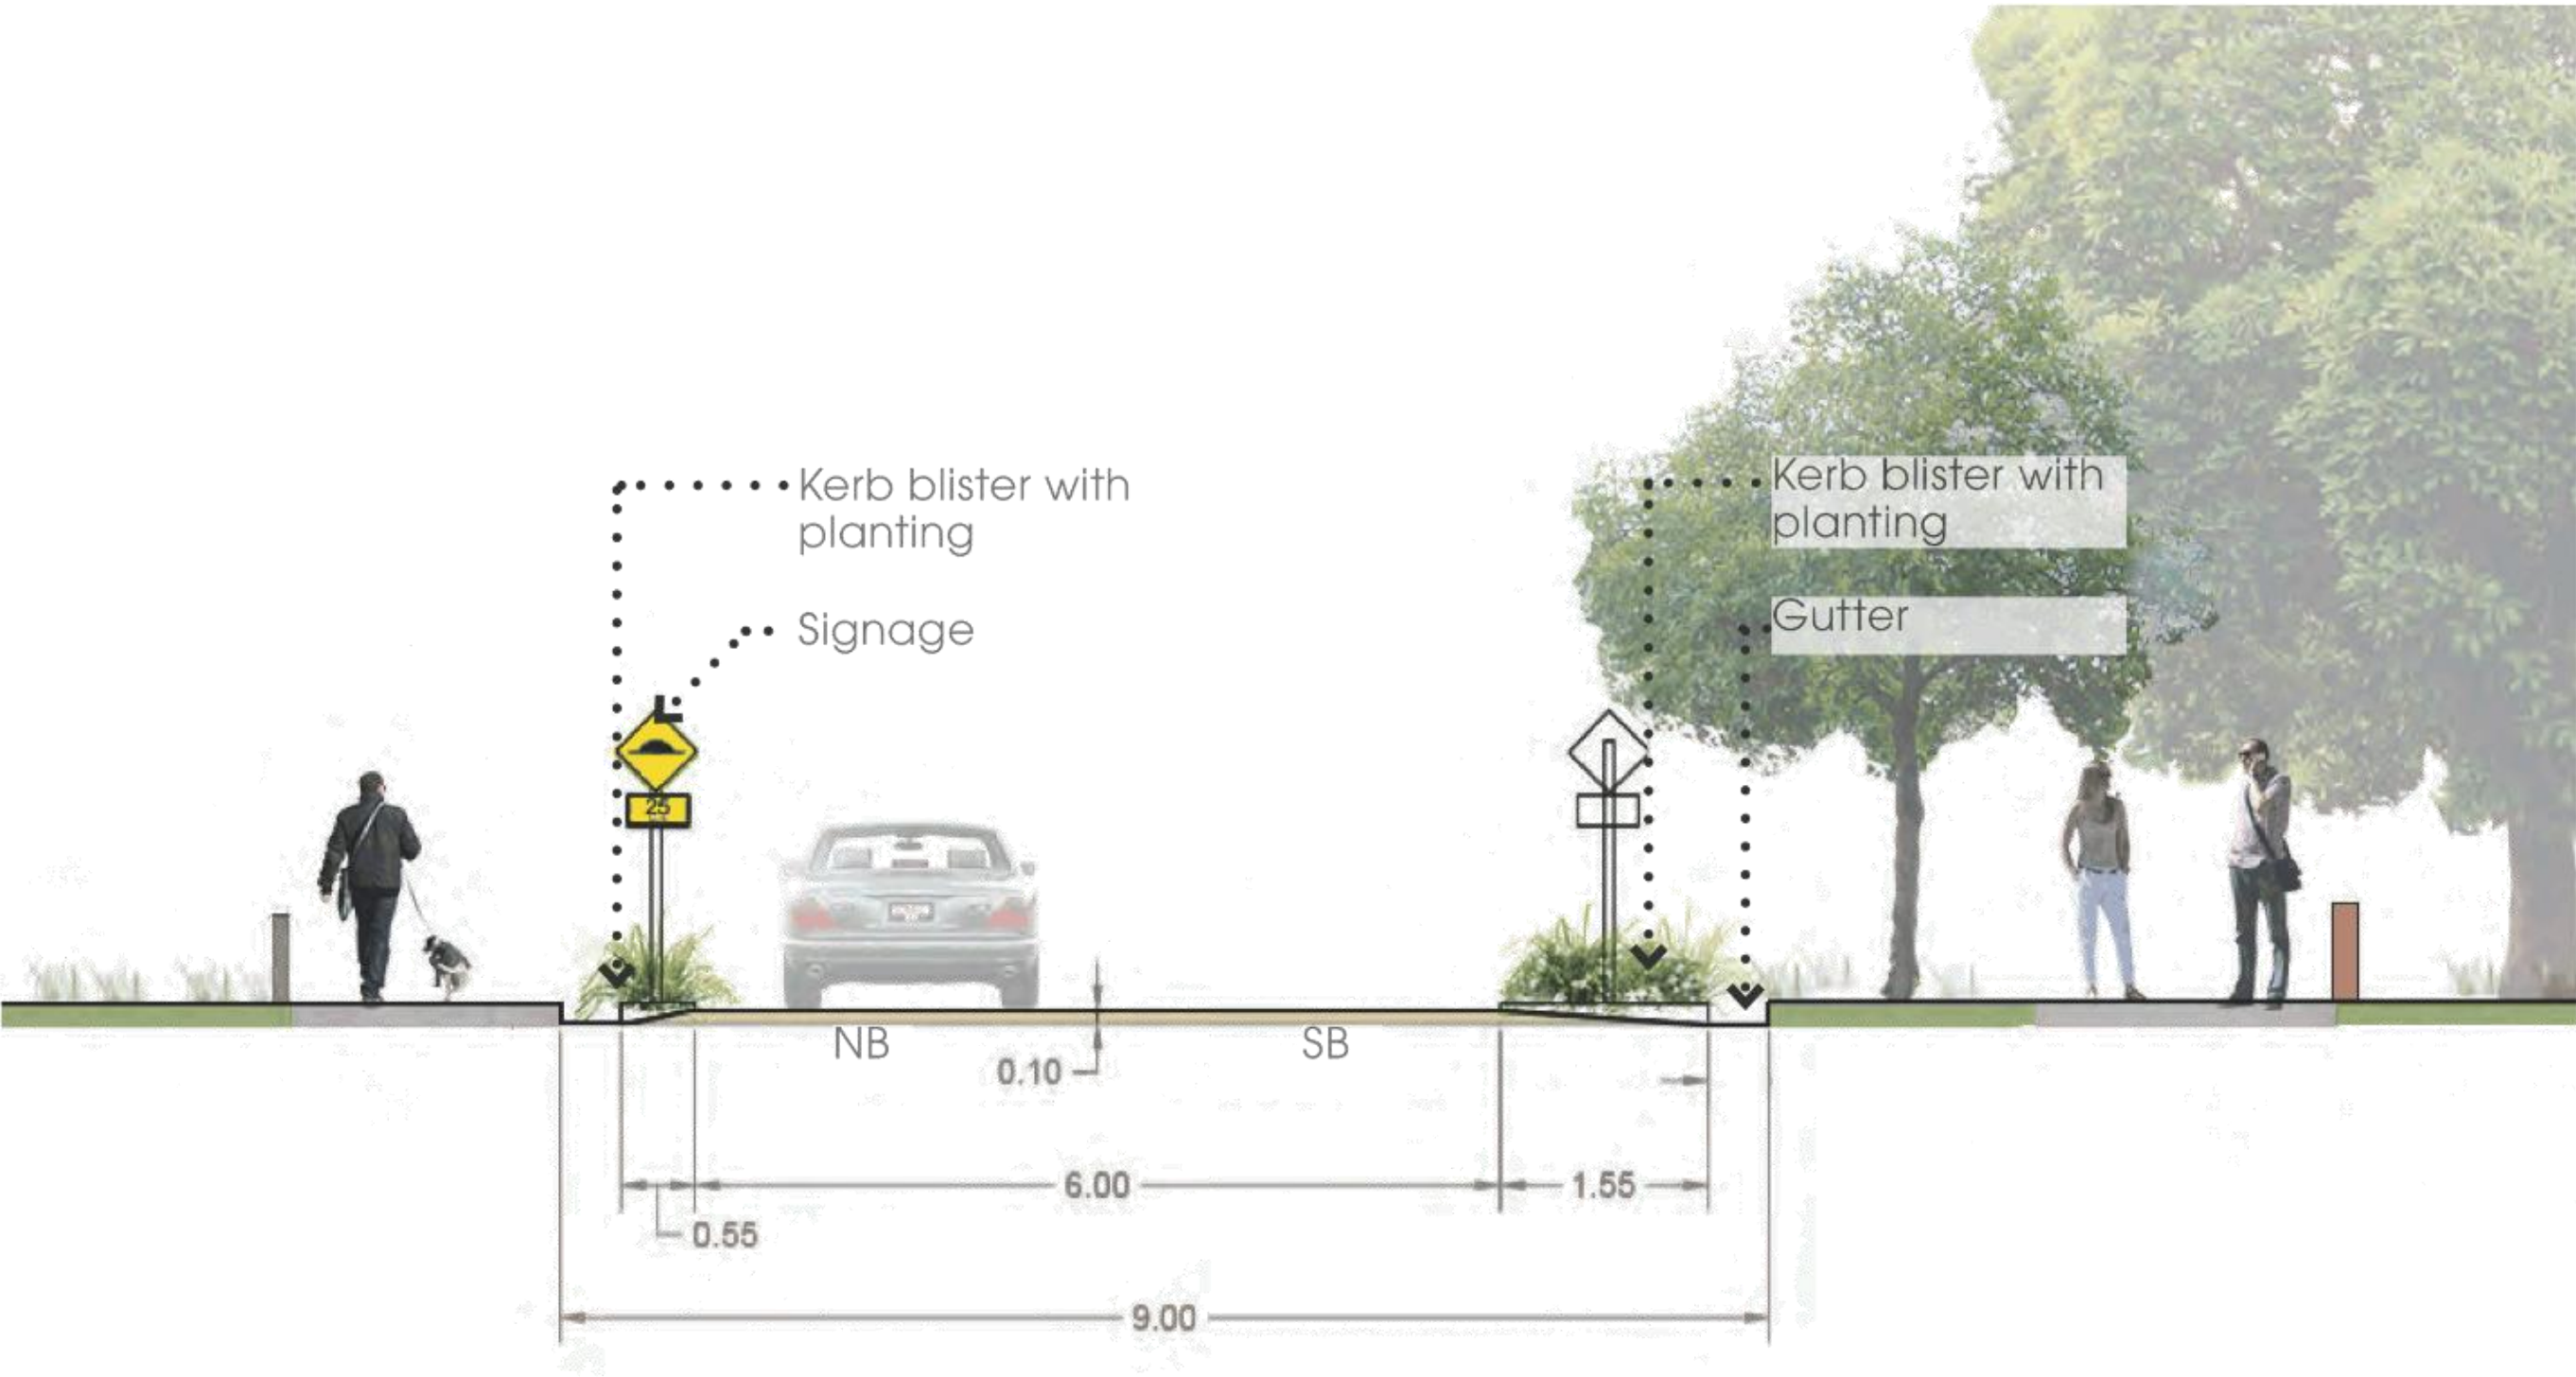 Kerb blister with
planting
Signage
25
Kerb blister with
planting
Gutter
NB
SB
0.10
6.00
1.55
0.55
9.00